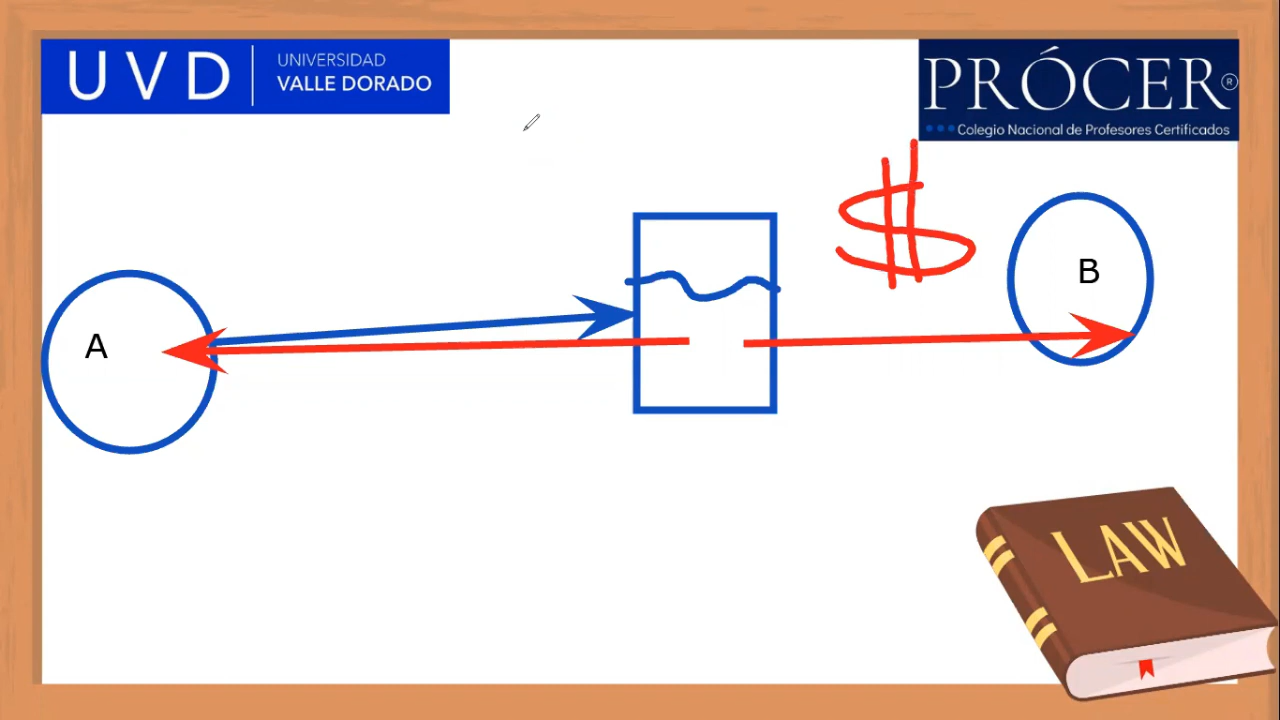 UVD
UNIVERSIDAD
VALLE DORADO
PRÓCER®
Colegio Nacional de Profesores Certificados
$
B
A
LAW